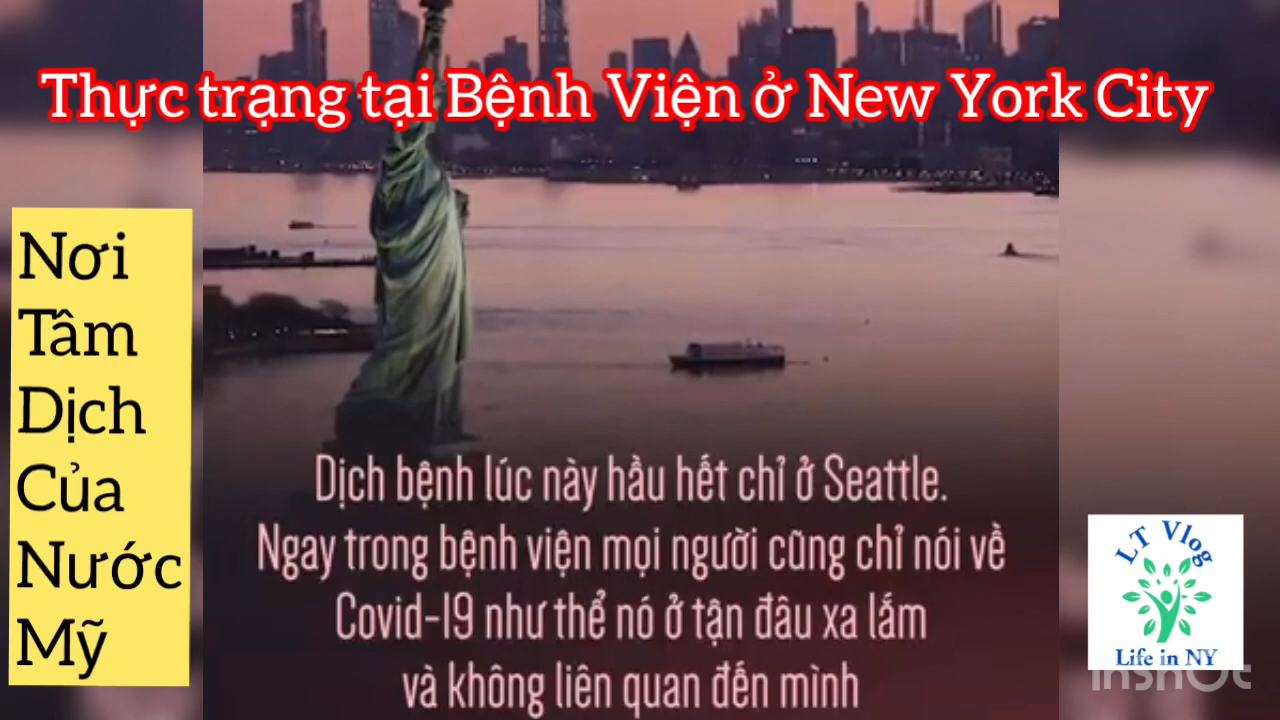 Thực trạng tại Bệnh Viện ở New York City
Nơi
Tâm
Dịch
Của
Nước
Mỹ
Dịch bệnh lúc này hầu hết chỉ ở Seattle.
Ngay trong bệnh viện mọi người cũng chỉ nói về
Covid-19 như thể nó ở tận đâu xa lắm
và không liên quan đến mình
LT Vlog
Life in NY
InShOt